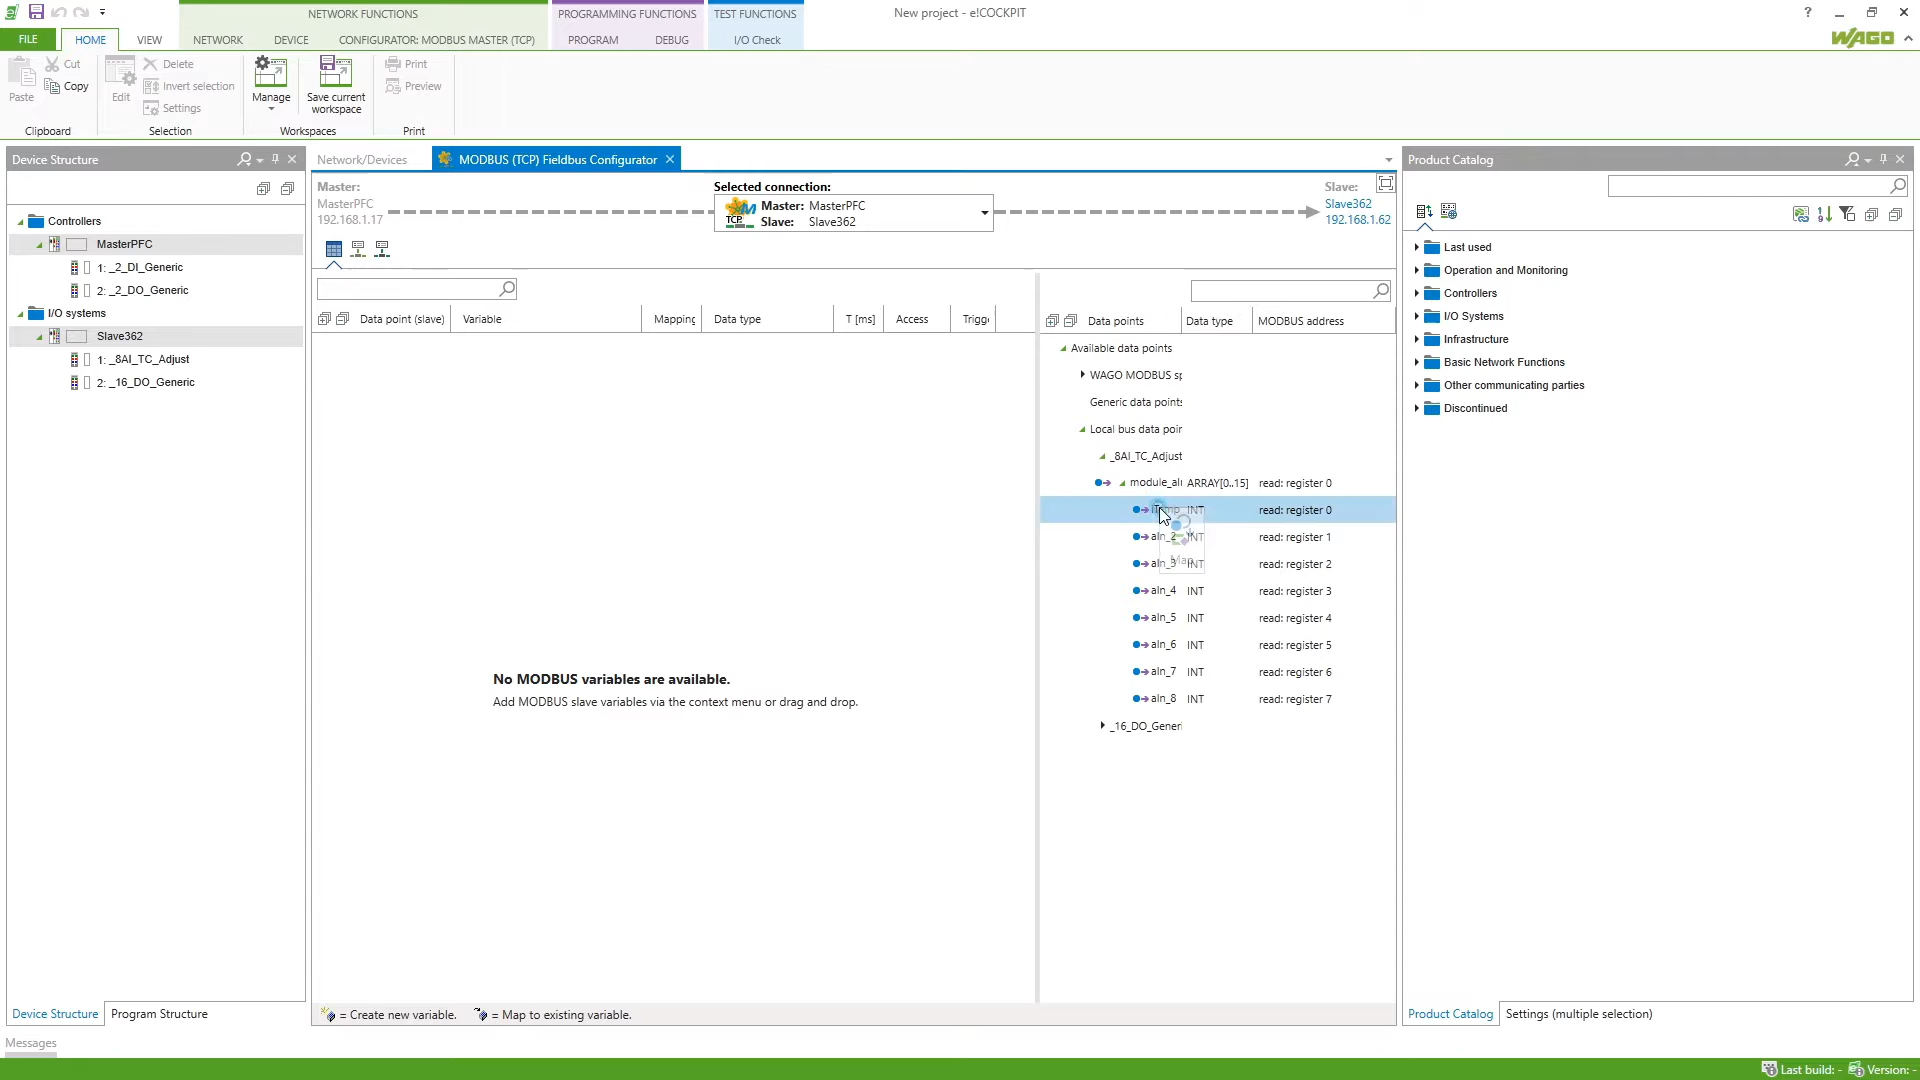 NETWORK FUNCTIONS
PROGRAMMING FUNCTIONS
TEST FUNCTIONS
New project - e!COCKPIT
?
FILE
HOME
VIEW
NETWORK
DEVICE
CONFIGURATOR: MODBUS MASTER (TCP)
PROGRAM
DEBUG
I/O Check
WAGO
Paste
Cut
Copy
Clipboard
Edit
Delete
Invert selection
Settings
Selection
Manage
Save current
workspace
Workspaces
Print
Preview
Print
Device Structure
Controllers
MasterPFC
1: _2_DI_Generic
2: _2_DO_Generic
I/O systems
Slave362
1: _8AI_TC_Adjust
2: _16_DO_Generic
Device Structure
Program Structure
Network/Devices
MODBUS (TCP) Fieldbus Configurator
Master:
MasterPFC
192.168.1.17
Selected connection:
TCP
Master: MasterPFC
Slave: Slave362
Slave:
Slave362
192.168.1.62
Data point (slave)
Variable
Mapping
Data type
T [ms]
Access
Trigg
No MODBUS variables are available.
Add MODBUS slave variables via the context menu or drag and drop.
= Create new variable.
= Map to existing variable.
Data points
Data type
MODBUS address
Available data points
WAGO MODBUS sp
Generic data points
Local bus data poin
_8AI_TC_Adjust
module_aIn ARRAY[0..15] read: register 0
INT read: register 0
aIn_2 INT read: register 1
aIn_3 INT read: register 2
aIn_4 INT read: register 3
aIn_5 INT read: register 4
aIn_6 INT read: register 5
aIn_7 INT read: register 6
aIn_8 INT read: register 7
_16_DO_Generi
Map
Product Catalog
Last used
Operation and Monitoring
Controllers
I/O Systems
Infrastructure
Basic Network Functions
Other communicating parties
Discontinued
Product Catalog
Settings (multiple selection)
Messages
Last build: -
Version: -